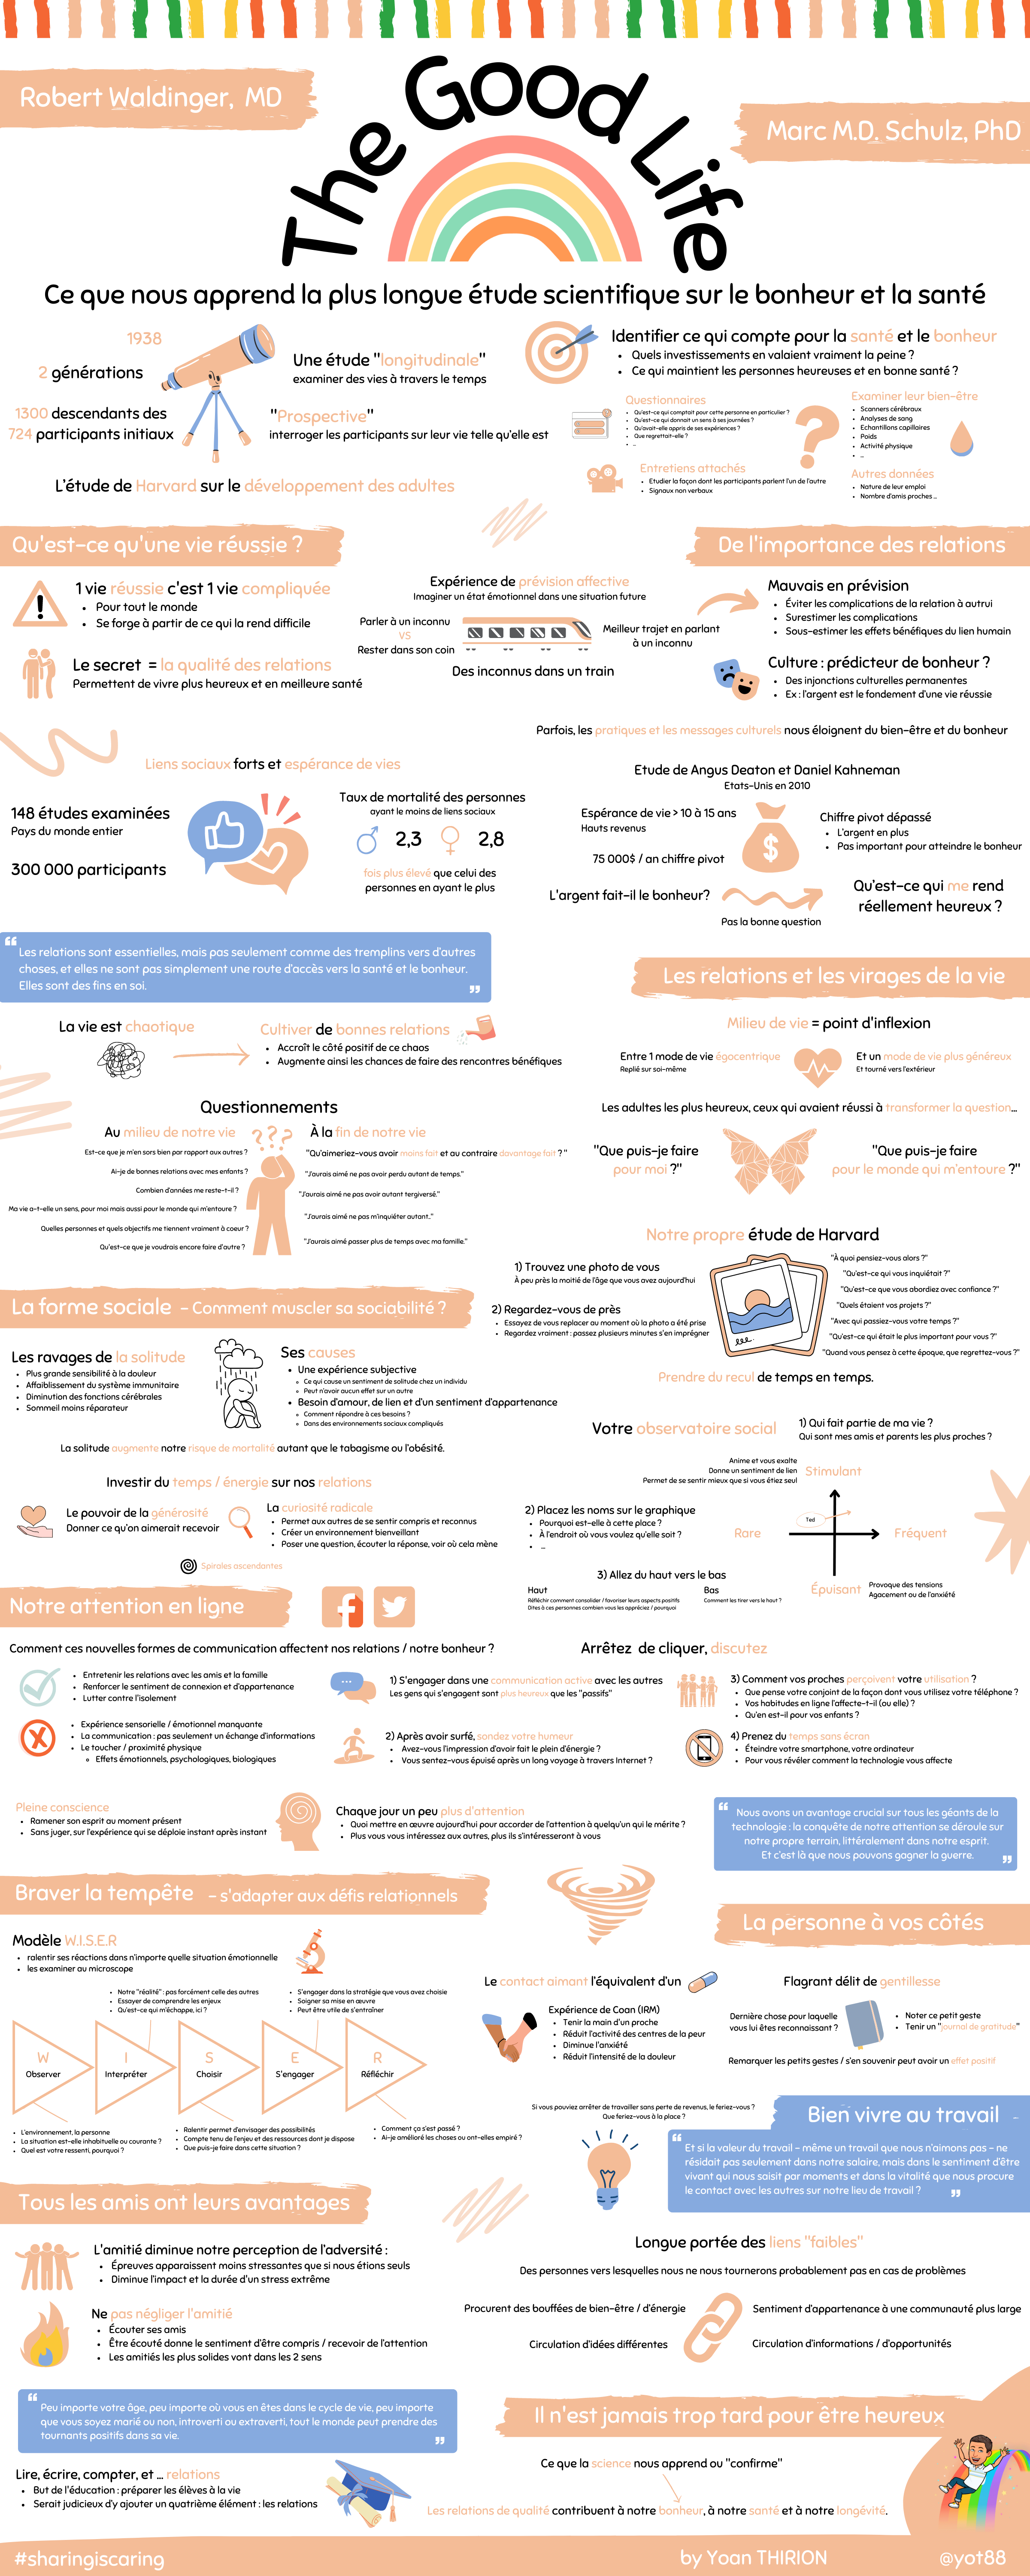 Robert Waldinger, MD
The Good Life
Marc M.D. Schulz, PhD
Ce que nous apprend la plus longue étude scientifique sur le bonheur et la santé
1938
2 générations
1300 descendants des
724 participants initiaux
Une étude "longitudinale"
examiner des vies à travers le temps
"Prospective"
interroger les participants sur leur vie telle qu'elle est
L'étude de Harvard sur le développement des adultes
Identifier ce qui compte pour la santé et le bonheur
• Quels investissements en valaient vraiment la peine ?
• Ce qui maintient les personnes heureuses et en bonne santé ?
Questionnaires
• Qu'est-ce qui comptait pour cette personne en particulier ?
• Qu'est-ce qui donnait un sens à ses journées ?
• Qu'avait-elle appris de ses expériences ?
• Que regrettait-elle ?
• ...
Entretiens attachés
• Etudier la façon dont les participants parlent l'un de l'autre
• Signaux non verbaux
Examiner leur bien-être
• Scanners cérébraux
• Analyses de sang
• Echantillons capillaires
• Poids
• Activité physique
• ...
Autres données
• Nature de leur emploi
• Nombre d'amis proches ...
Qu'est-ce qu'une vie réussie ?
1 vie réussie c'est 1 vie compliquée
• Pour tout le monde
• Se forge à partir de ce qui la rend difficile
Le secret = la qualité des relations
Permettent de vivre plus heureux et en meilleure santé
Expérience de prévision affective
Imaginer un état émotionnel dans une situation future
Parler à un inconnu
VS
Rester dans son coin
Meilleur trajet en parlant
à un inconnu
Des inconnus dans un train
De l'importance des relations
Mauvais en prévision
• Éviter les complications de la relation à autrui
• Surestimer les complications
• Sous-estimer les effets bénéfiques du lien humain
Culture : prédicteur de bonheur ?
• Des injonctions culturelles permanentes
• Ex : l'argent est le fondement d'une vie réussie
Parfois, les pratiques et les messages culturels nous éloignent du bien-être et du bonheur
Liens sociaux forts et espérance de vies
148 études examinées
Pays du monde entier
300 000 participants
Taux de mortalité des personnes
ayant le moins de liens sociaux
2,3
2,8
fois plus élevé que celui des
personnes en ayant le plus
Etude de Angus Deaton et Daniel Kahneman
Etats-Unis en 2010
Espérance de vie > 10 à 15 ans
Hauts revenus
75 000$ / an chiffre pivot
$
Chiffre pivot dépassé
• L'argent en plus
• Pas important pour atteindre le bonheur
L'argent fait-il le bonheur?
Pas la bonne question
Qu'est-ce qui me rend
réellement heureux ?
Les relations sont essentielles, mais pas seulement comme des tremplins vers d'autres
choses, et elles ne sont pas simplement une route d'accès vers la santé et le bonheur.
Elles sont des fins en soi.
La vie est chaotique
Cultiver de bonnes relations
• Accroît le côté positif de ce chaos
• Augmente ainsi les chances de faire des rencontres bénéfiques
Questionnements
Au milieu de notre vie
Est-ce que je m'en sors bien par rapport aux autres ?
Ai-je de bonnes relations avec mes enfants ?
Combien d'années me reste-t-il ?
Ma vie a-t-elle un sens, pour moi mais aussi pour le monde qui m'entoure ?
Quelles personnes et quels objectifs me tiennent vraiment à coeur ?
Qu'est-ce que je voudrais encore faire d'autre ?
À la fin de notre vie
"Qu'aimeriez-vous avoir moins fait et au contraire davantage fait ? "
"J'aurais aimé ne pas avoir perdu autant de temps."
"J'aurais aimé ne pas avoir autant tergiversé."
"J'aurais aimé ne pas m'inquiéter autant.."
"J'aurais aimé passer plus de temps avec ma famille."
Les relations et les virages de la vie
Milieu de vie = point d'inflexion
Entre 1 mode de vie égocentrique
Replié sur soi-même
Et un mode de vie plus généreux
Et tourné vers l'extérieur
Les adultes les plus heureux, ceux qui avaient réussi à transformer la question...
"Que puis-je faire
pour moi ?"
"Que puis-je faire
pour le monde qui m'entoure ?"
Notre propre étude de Harvard
1) Trouvez une photo de vous
À peu près la moitié de l'âge que vous avez aujourd'hui
2) Regardez-vous de près
• Essayez de vous replacer au moment où la photo a été prise
• Regardez vraiment : passez plusieurs minutes s'en imprégner
"À quoi pensiez-vous alors ?"
"Qu'est-ce qui vous inquiétait ?"
"Qu'est-ce que vous abordiez avec confiance ?"
"Quels étaient vos projets ?"
"Avec qui passiez-vous votre temps ?"
"Qu'est-ce qui était le plus important pour vous ?"
"Quand vous pensez à cette époque, que regrettez-vous ?"
Prendre du recul de temps en temps.
La forme sociale - Comment muscler sa sociabilité ?
Les ravages de la solitude
• Plus grande sensibilité à la douleur
• Affaiblissement du système immunitaire
• Diminution des fonctions cérébrales
• Sommeil moins réparateur
Ses causes
• Une expérience subjective
Ce qui cause un sentiment de solitude chez un individu
Peut n'avoir aucun effet sur un autre
• Besoin d'amour, de lien et d'un sentiment d'appartenance
Comment répondre à ces besoins ?
Dans des environnements sociaux compliqués
La solitude augmente notre risque de mortalité autant que le tabagisme ou l'obésité.
Investir du temps / énergie sur nos relations
Le pouvoir de la générosité
Donner ce qu'on aimerait recevoir
La curiosité radicale
• Permet aux autres de se sentir compris et reconnus
• Créer un environnement bienveillant
• Poser une question, écouter la réponse, voir où cela mène
Spirales ascendantes
Votre observatoire social
1) Qui fait partie de ma vie ?
Qui sont mes amis et parents les plus proches ?
Anime et vous exalte
Donne un sentiment de lien
Permet de se sentir mieux que si vous étiez seul
Stimulant
2) Placez les noms sur le graphique
• Pourquoi est-elle à cette place ?
• À l'endroit où vous voulez qu'elle soit ?
• ...
Rare
Ted
Fréquent
3) Allez du haut vers le bas
Haut
Réfléchir comment consolider / favoriser leurs aspects positifs
Dites à ces personnes combien vous les appréciez / pourquoi
Bas
Comment les tirer vers le haut ?
Épuisant
Provoque des tensions
Agacement ou de l'anxiété
Notre attention en ligne
Comment ces nouvelles formes de communication affectent nos relations / notre bonheur ?
• Entretenir les relations avec les amis et la famille
• Renforcer le sentiment de connexion et d'appartenance
• Lutter contre l'isolement
• Expérience sensorielle / émotionnel manquante
• La communication : pas seulement un échange d'informations
• Le toucher / proximité physique
Effets émotionnels, psychologiques, biologiques
Arrêtez de cliquer, discutez
1) S'engager dans une communication active avec les autres
Les gens qui s'engagent sont plus heureux que les "passifs"
2) Après avoir surfé, sondez votre humeur
• Avez-vous l'impression d'avoir fait le plein d'énergie ?
• Vous sentez-vous épuisé après un long voyage à travers Internet ?
3) Comment vos proches perçoivent votre utilisation ?
• Que pense votre conjoint de la façon dont vous utilisez votre téléphone ?
• Vos habitudes en ligne l'affecte-t-il (ou elle) ?
• Qu'en est-il pour vos enfants ?
4) Prenez du temps sans écran
• Éteindre votre smartphone, votre ordinateur
• Pour vous révéler comment la technologie vous affecte
Pleine conscience
• Ramener son esprit au moment présent
• Sans juger, sur l'expérience qui se déploie instant après instant
Chaque jour un peu plus d'attention
• Quoi mettre en œuvre aujourd'hui pour accorder de l'attention à quelqu'un qui le mérite ?
• Plus vous vous intéressez aux autres, plus ils s'intéresseront à vous
Nous avons un avantage crucial sur tous les géants de la
technologie : la conquête de notre attention se déroule sur
notre propre terrain, littéralement dans notre esprit.
Et c'est là que nous pouvons gagner la guerre.
Braver la tempête - s'adapter aux défis relationnels
Modèle W.I.S.E.R
• ralentir ses réactions dans n'importe quelle situation émotionnelle
• les examiner au microscope
• Notre "réalité" : pas forcément celle des autres
• Essayer de comprendre les enjeux
• Qu'est-ce qui m'échappe, ici ?
• S'engager dans la stratégie que vous avez choisie
• Soigner sa mise en œuvre
• Peut être utile de s'entraîner
W
Observer
I
Interpréter
S
Choisir
E
S'engager
R
Réfléchir
• L'environnement, la personne
• La situation est-elle inhabituelle ou courante ?
• Quel est votre ressenti, pourquoi ?
• Ralentir permet d'envisager des possibilités
• Compte tenu de l'enjeu et des ressources dont je dispose
• Que puis-je faire dans cette situation ?
• Comment ça s'est passé ?
• Ai-je amélioré les choses ou ont-elles empiré ?
La personne à vos côtés
Le contact aimant l'équivalent d'un
Expérience de Coan (IRM)
• Tenir la main d'un proche
• Réduit l'activité des centres de la peur
• Diminue l'anxiété
• Réduit l'intensité de la douleur
Flagrant délit de gentillesse
Dernière chose pour laquelle
vous lui êtes reconnaissant ?
• Noter ce petit geste
• Tenir un "journal de gratitude"
Remarquer les petits gestes / s'en souvenir peut avoir un effet positif
Si vous pouviez arrêter de travailler sans perte de revenus, le feriez-vous ?
Que feriez-vous à la place ?
Bien vivre au travail -
Et si la valeur du travail - même un travail que nous n'aimons pas - ne
résidait pas seulement dans notre salaire, mais dans le sentiment d'être
vivant qui nous saisit par moments et dans la vitalité que nous procure
le contact avec les autres sur notre lieu de travail ?
Tous les amis ont leurs avantages
L'amitié diminue notre perception de l'adversité :
• Épreuves apparaissent moins stressantes que si nous étions seuls
• Diminue l'impact et la durée d'un stress extrême
Ne pas négliger l'amitié
• Écouter ses amis
• Être écouté donne le sentiment d'être compris / recevoir de l'attention
• Les amitiés les plus solides vont dans les 2 sens
Longue portée des liens "faibles"
Des personnes vers lesquelles nous ne nous tournerons probablement pas en cas de problèmes
Procurent des bouffées de bien-être / d'énergie
Sentiment d'appartenance à une communauté plus large
Circulation d'idées différentes
Circulation d'informations / d'opportunités
Peu importe votre âge, peu importe où vous en êtes dans le cycle de vie, peu importe
que vous soyez marié ou non, introverti ou extraverti, tout le monde peut prendre des
tournants positifs dans sa vie.
Lire, écrire, compter, et ... relations
• But de l'éducation : préparer les élèves à la vie
• Serait judicieux d'y ajouter un quatrième élément : les relations
Il n'est jamais trop tard pour être heureux
Ce que la science nous apprend ou "confirme"
Les relations de qualité contribuent à notre bonheur, à notre santé et à notre longévité.
#sharingiscaring
by Yoan THIRION
@yot88